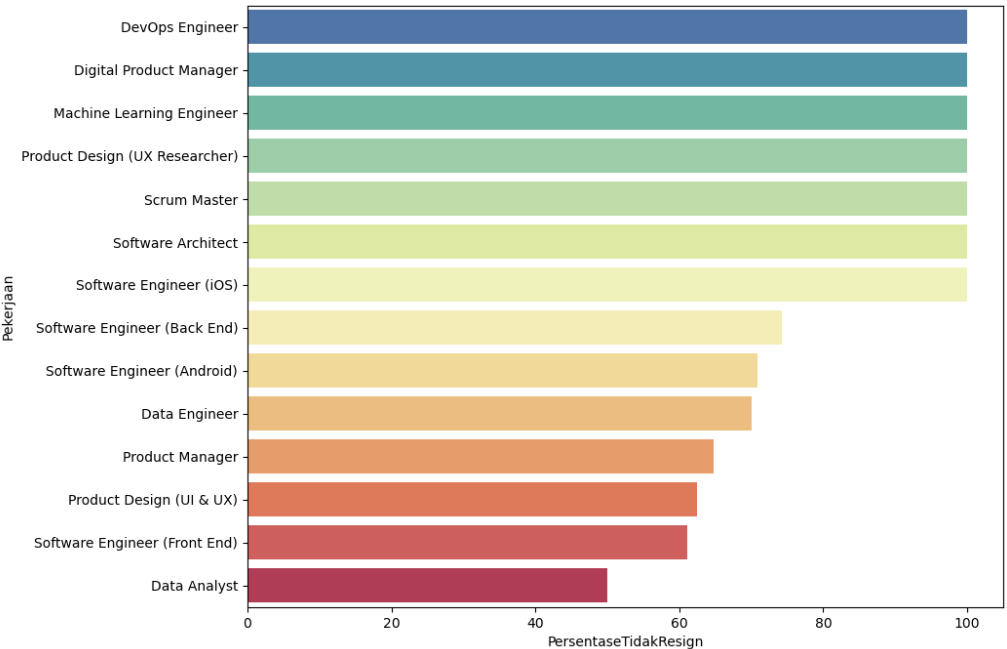 DevOps Engineer
Digital Product Manager
Machine Learning Engineer
Product Design (UX Researcher)
Scrum Master
Software Architect
Software Engineer (iOS)
Software Engineer (Back End)
Software Engineer (Android)
Data Engineer
Product Manager
Product Design (UI & UX)
Software Engineer (Front End)
Data Analyst
Pekerjaan
0 20 40 60 80 100
PersentaseTidakResign